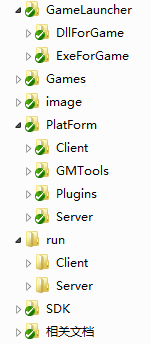 GameLauncher
DllForGame
ExeForGame
Games
image
PlatForm
Client
GMTools
Plugins
Server
run
Client
Server
SDK
相关文档